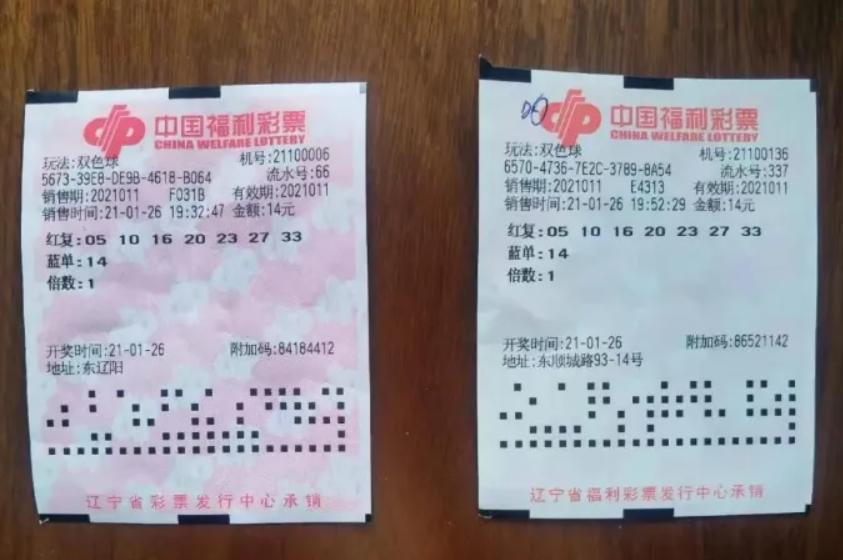 中国福利彩票
CHINA WELFARE LOTTERY
玩法:双色球 机号:21100006
5673-39E8-DE9B-4618-B064 流水号:66
销售期:2021011 F031B 有效期:2021011
销售时间:21-01-26 19:32:47 金额:14元
红复:05 10 16 20 23 27 33
蓝单:14
倍数:1
开奖时间:21-01-26 附加码:84184412
地址:东辽阳
辽宁省彩票发行中心承销
中国福利彩票
CHINA WELFARE LOTTERY
玩法:双色球 机号:21100136
6570-4736-7E2C-3789-8A54 流水号:337
销售期:2021011 E4313 有效期:2021011
销售时间:21-01-26 19:52:29 金额:14元
红复:05 10 16 20 23 27 33
蓝单:14
倍数:1
开奖时间:21-01-26 附加码:86521142
地址:东顺城路93-14号
辽宁省福利彩票发行中心承销